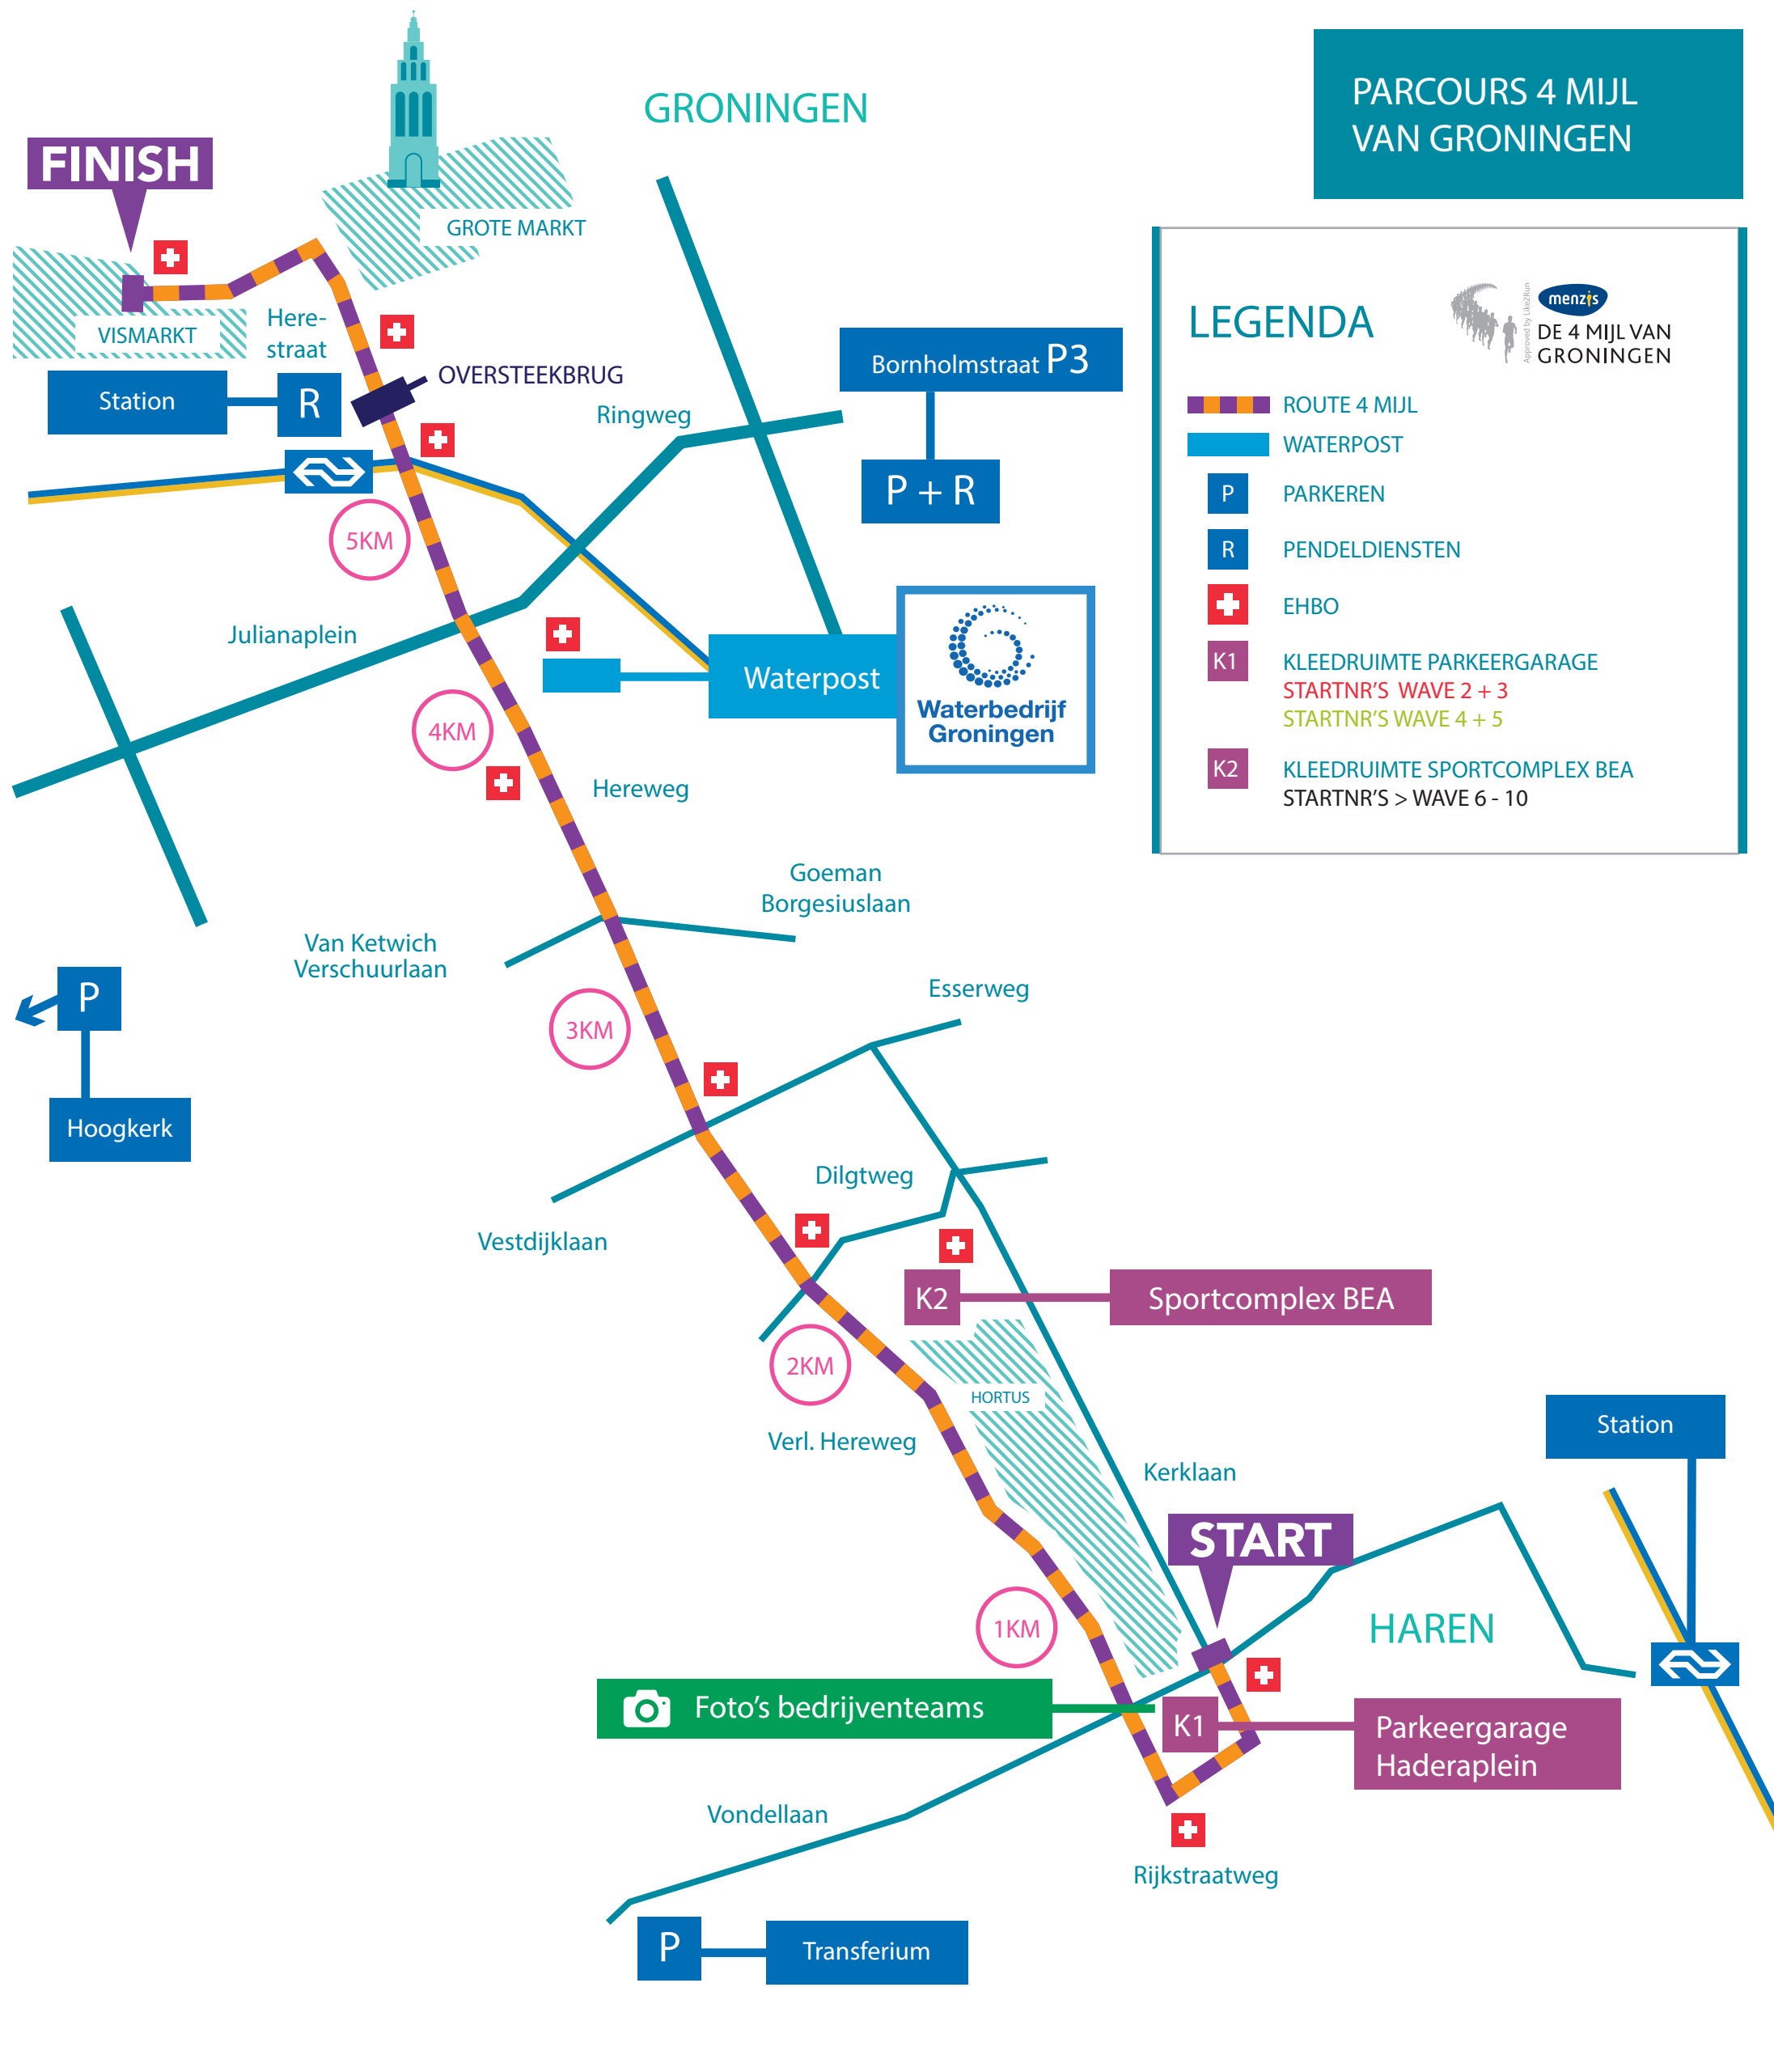 PARCOURS 4 MIJL
VAN GRONINGEN
GRONINGEN
FINISH
GROTE MARKT
VISMARKT
Here-
straat
Station
R
OVERSTEEKBRUG
Ringweg
Bornholmstraat P3
P + R
LEGENDA
Approved by Like2Run
menzis
DE 4 MIJL VAN
GRONINGEN
ROUTE 4 MIJL
WATERPOST
P
PARKEREN
R
PENDELDIENSTEN
EHBO
K1
KLEEDRUIMTE PARKEERGARAGE
STARTNR'S WAVE 2 + 3
STARTNR'S WAVE 4 + 5
K2
KLEEDRUIMTE SPORTCOMPLEX BEA
STARTNR'S > WAVE 6 - 10
5KM
Julianaplein
Waterpost
Waterbedrijf
Groningen
4KM
Hereweg
Goeman
Borgesiuslaan
Van Ketwich
Verschuurlaan
P
Hoogkerk
3KM
Esserweg
Dilgtweg
Vestdijklaan
K2
Sportcomplex BEA
2KM
HORTUS
Verl. Hereweg
Kerklaan
Station
START
1KM
HAREN
Foto's bedrijventeams
K1
Parkeergarage
Haderaplein
Vondellaan
Rijkstraatweg
P
Transferium